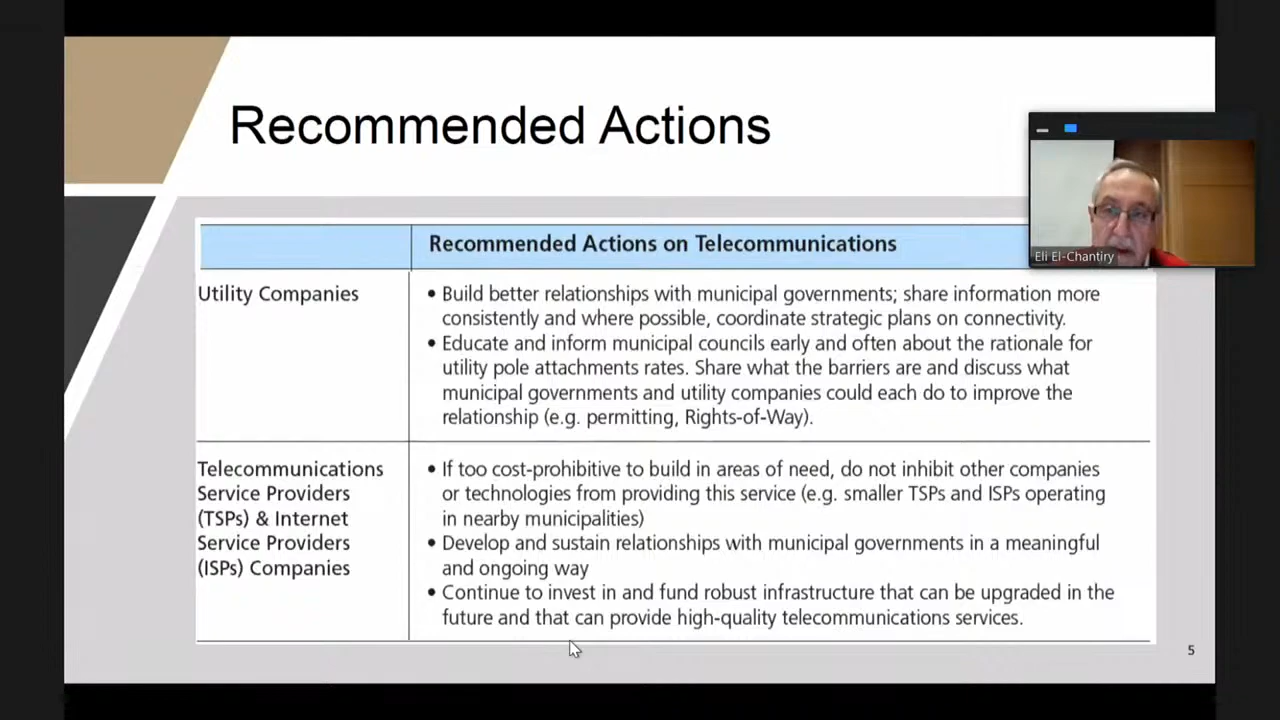 Recommended Actions
Eli El-Chantiry
Recommended Actions on Telecommunications
Utility Companies
• Build better relationships with municipal governments; share information more
consistently and where possible, coordinate strategic plans on connectivity.
• Educate and inform municipal councils early and often about the rationale for
utility pole attachments rates. Share what the barriers are and discuss what
municipal governments and utility companies could each do to improve the
relationship (e.g. permitting, Rights-of-Way).
Telecommunications
Service Providers
(TSPs) & Internet
Service Providers
(ISPs) Companies
• If too cost-prohibitive to build in areas of need, do not inhibit other companies
or technologies from providing this service (e.g. smaller TSPs and ISPs operating
in nearby municipalities)
• Develop and sustain relationships with municipal governments in a meaningful
and ongoing way
• Continue to invest in and fund robust infrastructure that can be upgraded in the
future and that can provide high-quality telecommunications services.
5